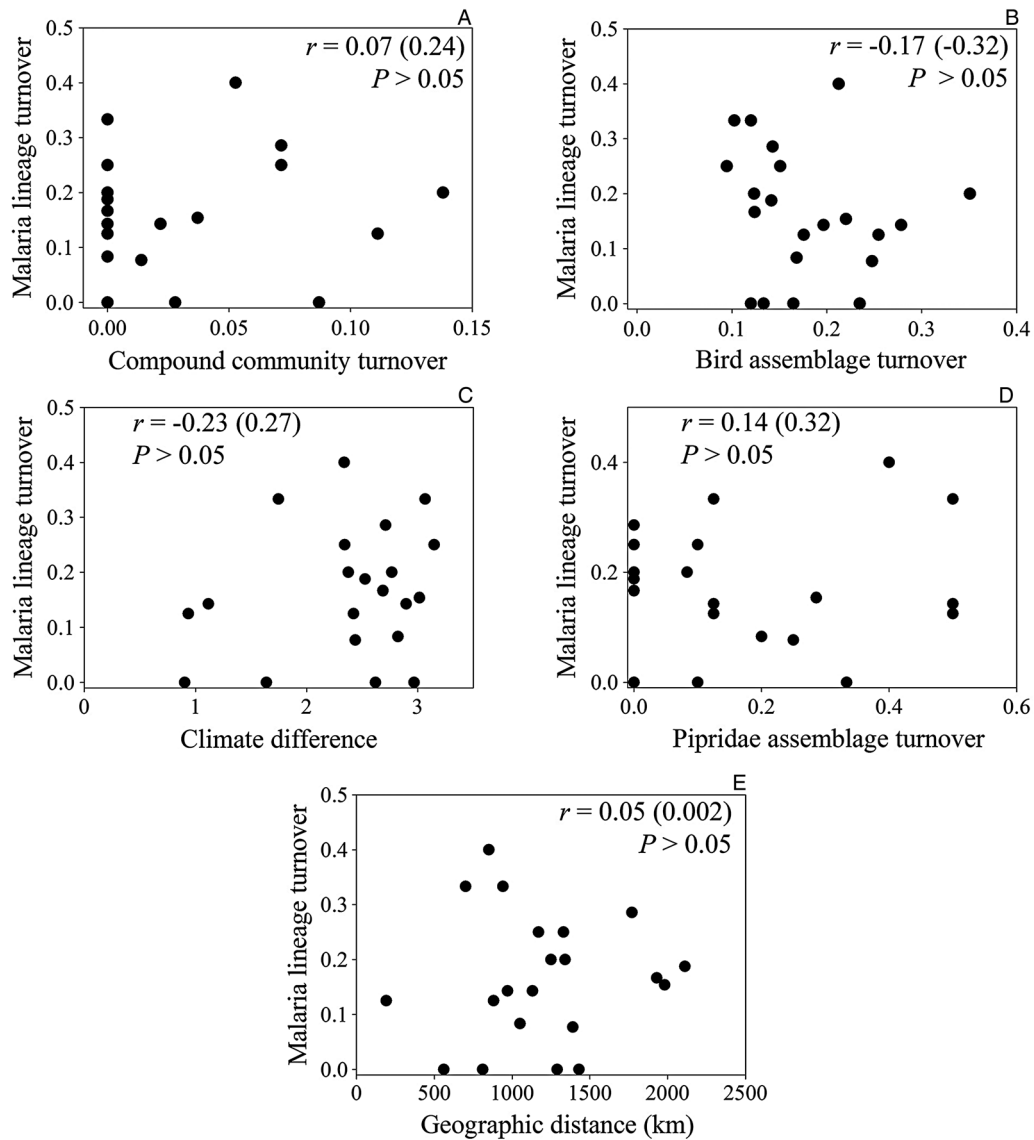 A
r = 0.07 (0.24)
P > 0.05
Malaria lineage turnover
0.5
0.4
0.3
0.2
0.1
0.0
0.00 0.05 0.10 0.15
Compound community turnover
B
r = -0.17 (-0.32)
P > 0.05
Malaria lineage turnover
0.5
0.4
0.3
0.2
0.1
0.0
0.0 0.1 0.2 0.3 0.4
Bird assemblage turnover
C
r = -0.23 (0.27)
P > 0.05
Malaria lineage turnover
0.5
0.4
0.3
0.2
0.1
0.0
0 1 2 3
Climate difference
D
r = 0.14 (0.32)
P > 0.05
Malaria lineage turnover
0.4
0.2
0.0
0.0 0.2 0.4 0.6
Pipridae assemblage turnover
E
r = 0.05 (0.002)
P > 0.05
Malaria lineage turnover
0.5
0.4
0.3
0.2
0.1
0.0
0 500 1000 1500 2000 2500
Geographic distance (km)